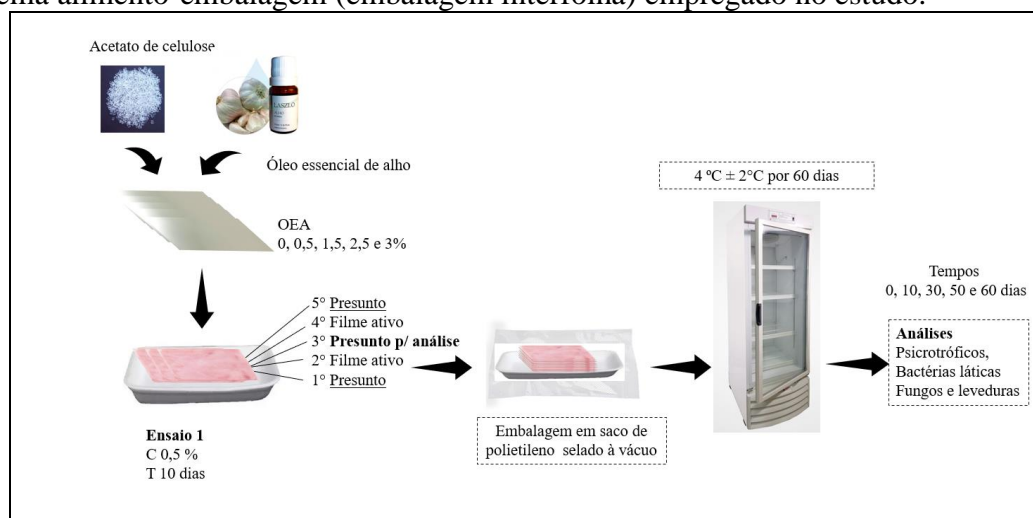 ema alimento-embalagem (embalagem interfolha) empregado no estudo.
Acetato de celulose
LASZLO
Óleo essencial de alho
OEA
0, 0,5, 1,5, 2,5 e 3%
5° Presunto
4° Filme ativo
3° Presunto p/ análise
2° Filme ativo
1° Presunto
Ensaio 1
C 0,5 %
T 10 dias
Embalagem em saco de
polietileno selado à vácuo
4 ºC ± 2°C por 60 dias
Tempos
0, 10, 30, 50 e 60 dias
Análises
Psicrotróficos,
Bactérias láticas
Fungos e leveduras